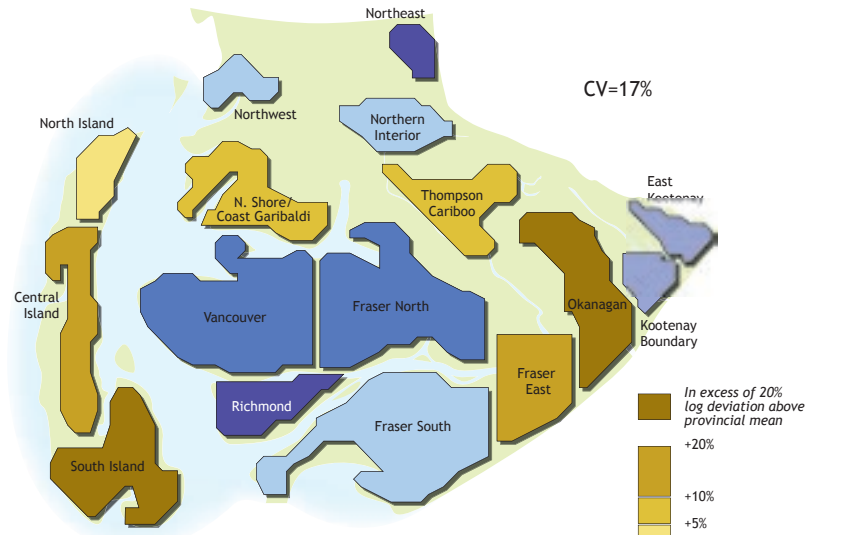 Northeast
CV=17%
Northwest
North Island
Northern
Interior
East
Thompson
Cariboo
N. Shore/
Coast Garibaldi
Central
Island
Vancouver
Fraser North
Okanagan
Kootenay
Boundary
Fraser
East
Richmond
Fraser South
South Island
In excess of 20%
log deviation above
provincial mean
+20%
+10%
+5%